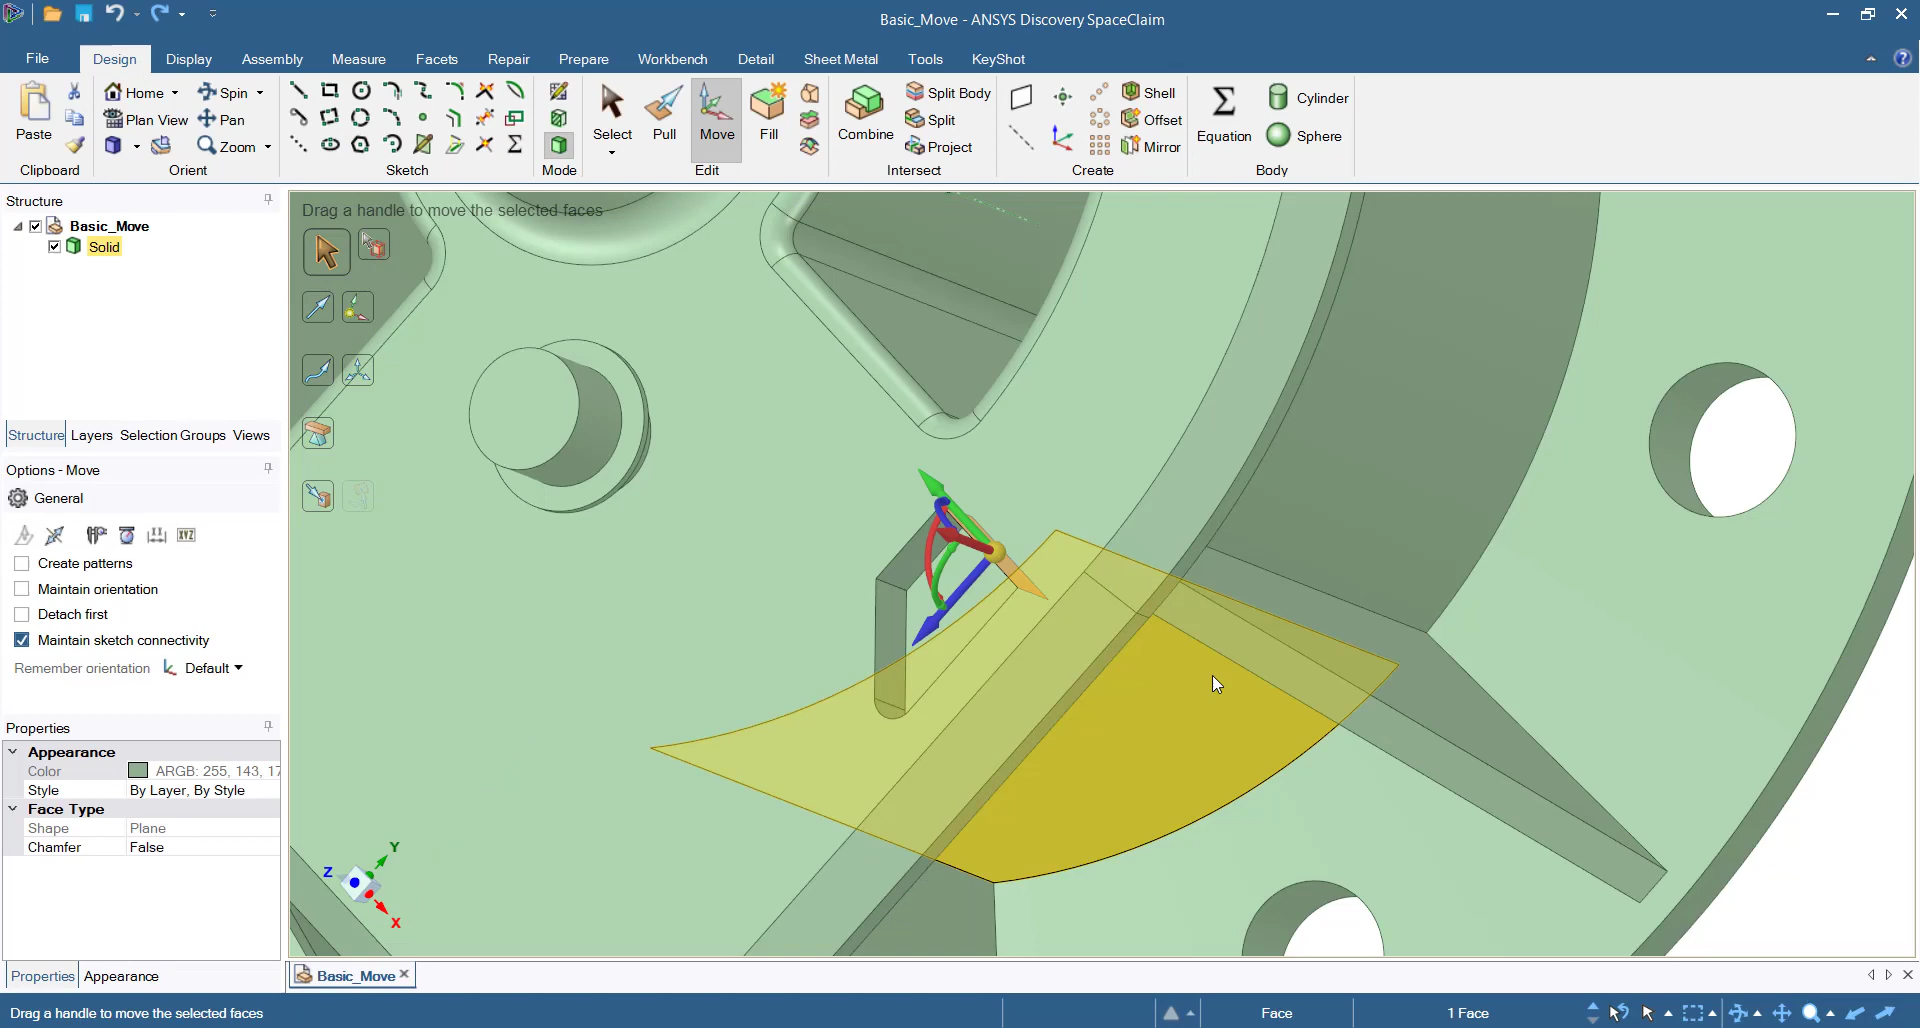 Basic_Move - ANSYS Discovery SpaceClaim
File Design Display Assembly Measure Facets Repair Prepare Workbench Detail Sheet Metal Tools KeyShot
Paste
Clipboard
Home Spin
Plan View Pan
Zoom
Orient
Sketch
Mode
Select Pull Move Fill
Edit
Combine
Split Body
Split
Project
Intersect
Shell
Offset
Mirror
Create
Equation
Cylinder
Sphere
Body
Structure
Basic_Move
Solid
Structure Layers Selection Groups Views
Options - Move
General
XYZ
Create patterns
Maintain orientation
Detach first
Maintain sketch connectivity
Remember orientation Default
Properties
Appearance
Color ARGB: 255, 143, 17
Style By Layer, By Style
Face Type
Shape Plane
Chamfer False
Properties Appearance
Drag a handle to move the selected faces
Y
Z
X
Basic_Move
Drag a handle to move the selected faces Face 1 Face